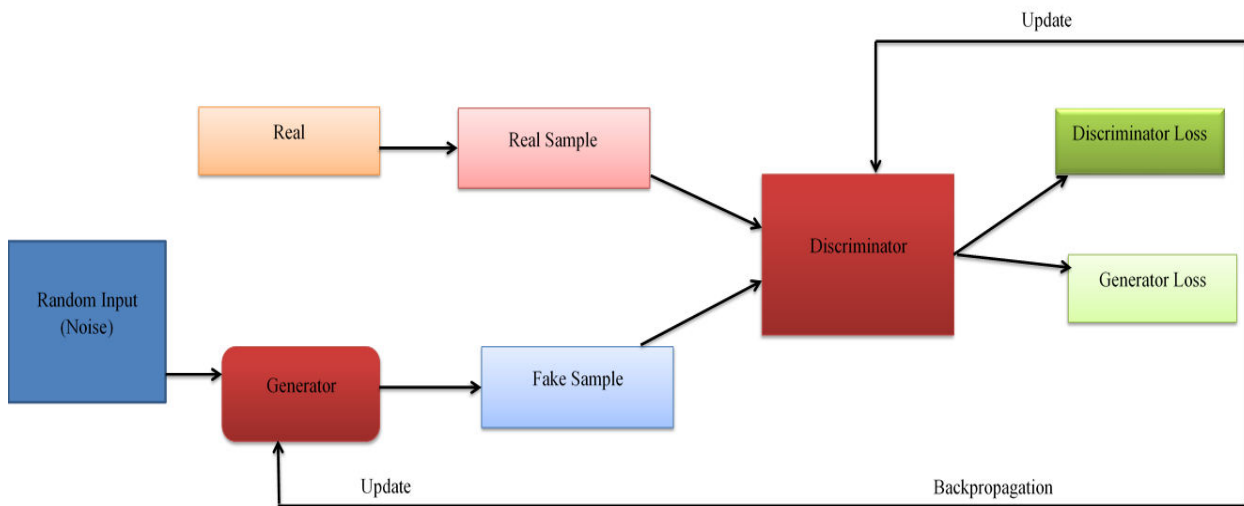 Update
Real
Real Sample
Discriminator Loss
Discriminator
Generator Loss
Random Input
(Noise)
Generator
Fake Sample
Update
Backpropagation